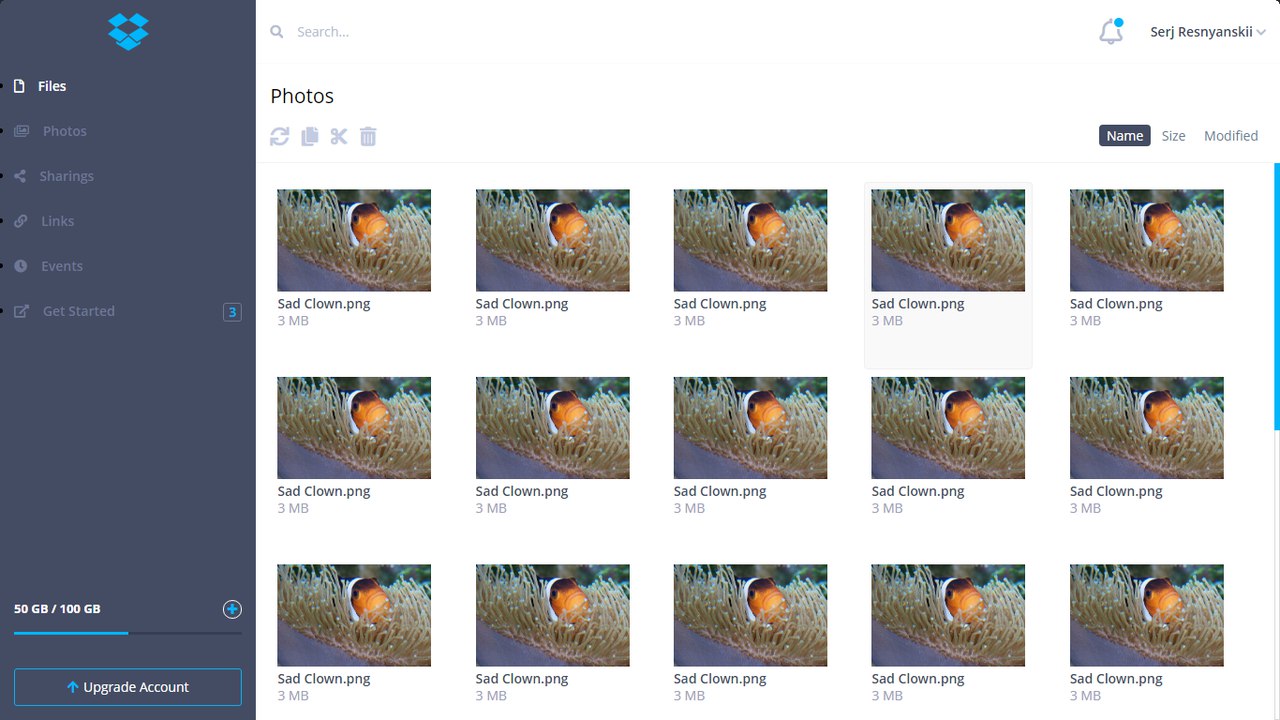 Search...
Serj Resnyanskii
Files
Photos
Sharings
Links
Events
Get Started
3
50 GB / 100 GB
Upgrade Account
Photos
Name Size Modified
Sad Clown.png Sad Clown.png Sad Clown.png Sad Clown.png Sad Clown.png
3 MB 3 MB 3 MB 3 MB 3 MB
Sad Clown.png Sad Clown.png Sad Clown.png Sad Clown.png Sad Clown.png
3 MB 3 MB 3 MB 3 MB 3 MB
Sad Clown.png Sad Clown.png Sad Clown.png Sad Clown.png Sad Clown.png
3 MB 3 MB 3 MB 3 MB 3 MB